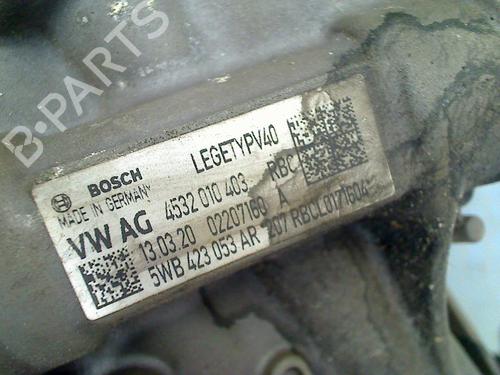 B-PARTS
BOSCH LEGETYPV40
MADE IN GERMANY
VW AG 4532 010 403 RBC
13.03.20 02207160 A
5WB 423 053 AR 207 RBCL0171604